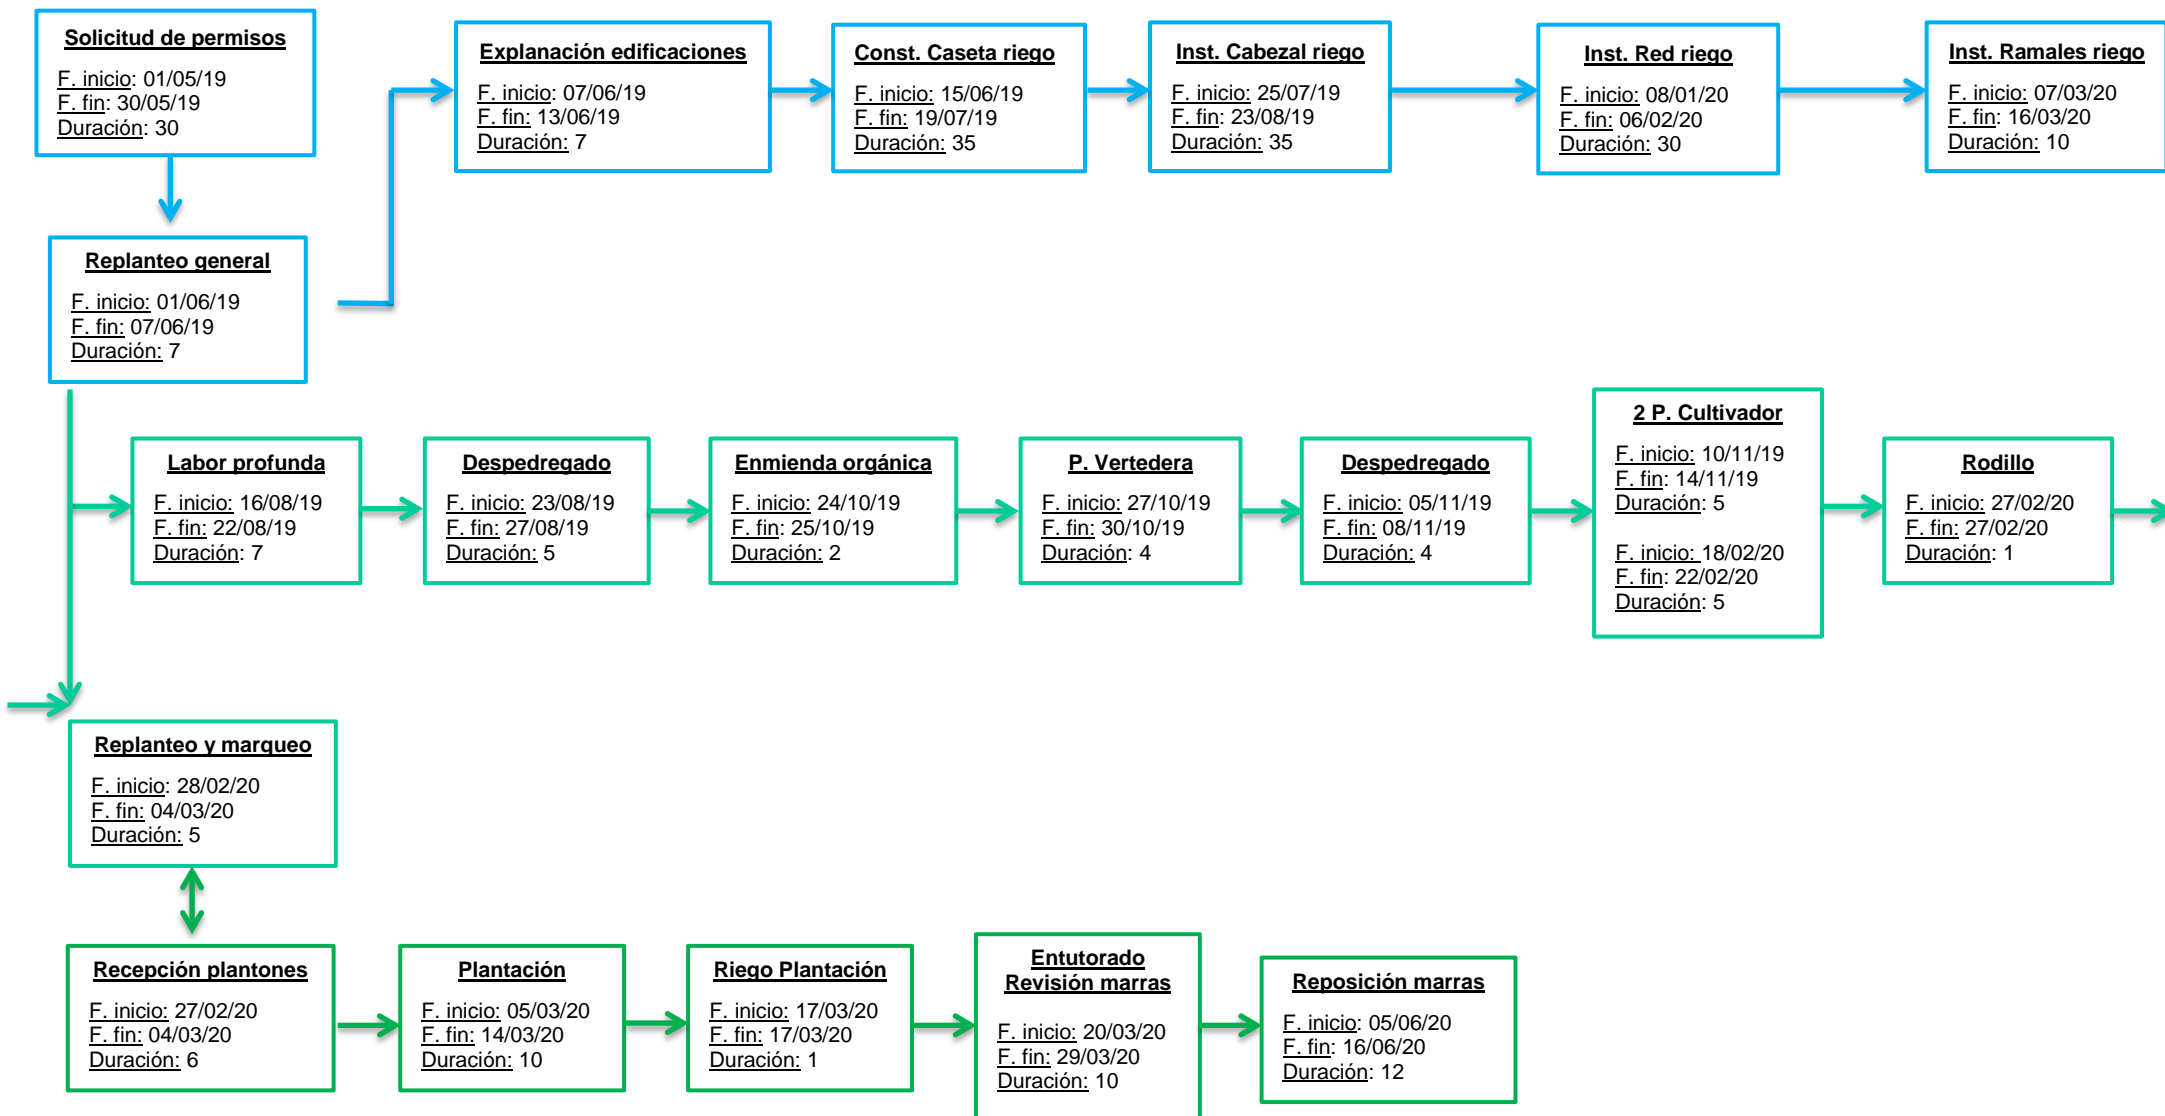 Solicitud de permisos
F. inicio: 01/05/19
F. fin: 30/05/19
Duración: 30
Explanación edificaciones
F. inicio: 07/06/19
F. fin: 13/06/19
Duración: 7
Const. Caseta riego
F. inicio: 15/06/19
F. fin: 19/07/19
Duración: 35
Inst. Cabezal riego
F. inicio: 25/07/19
F. fin: 23/08/19
Duración: 35
Inst. Red riego
F. inicio: 08/01/20
F. fin: 06/02/20
Duración: 30
Inst. Ramales riego
F. inicio: 07/03/20
F. fin: 16/03/20
Duración: 10
Replanteo general
F. inicio: 01/06/19
F. fin: 07/06/19
Duración: 7
Labor profunda
F. inicio: 16/08/19
F. fin: 22/08/19
Duración: 7
Despedregado
F. inicio: 23/08/19
F. fin: 27/08/19
Duración: 5
Enmienda orgánica
F. inicio: 24/10/19
F. fin: 25/10/19
Duración: 2
P. Vertedera
F. inicio: 27/10/19
F. fin: 30/10/19
Duración: 4
Despedregado
F. inicio: 05/11/19
F. fin: 08/11/19
Duración: 4
2 P. Cultivador
F. inicio: 10/11/19
F. fin: 14/11/19
Duración: 5
F. inicio: 18/02/20
F. fin: 22/02/20
Duración: 5
Rodillo
F. inicio: 27/02/20
F. fin: 27/02/20
Duración: 1
Replanteo y marqueo
F. inicio: 28/02/20
F. fin: 04/03/20
Duración: 5
Recepción plantones
F. inicio: 27/02/20
F. fin: 04/03/20
Duración: 6
Plantación
F. inicio: 05/03/20
F. fin: 14/03/20
Duración: 10
Riego Plantación
F. inicio: 17/03/20
F. fin: 17/03/20
Duración: 1
Entutorado
Revisión marras
F. inicio: 20/03/20
F. fin: 29/03/20
Duración: 10
Reposición marras
F. inicio: 05/06/20
F. fin: 16/06/20
Duración: 12